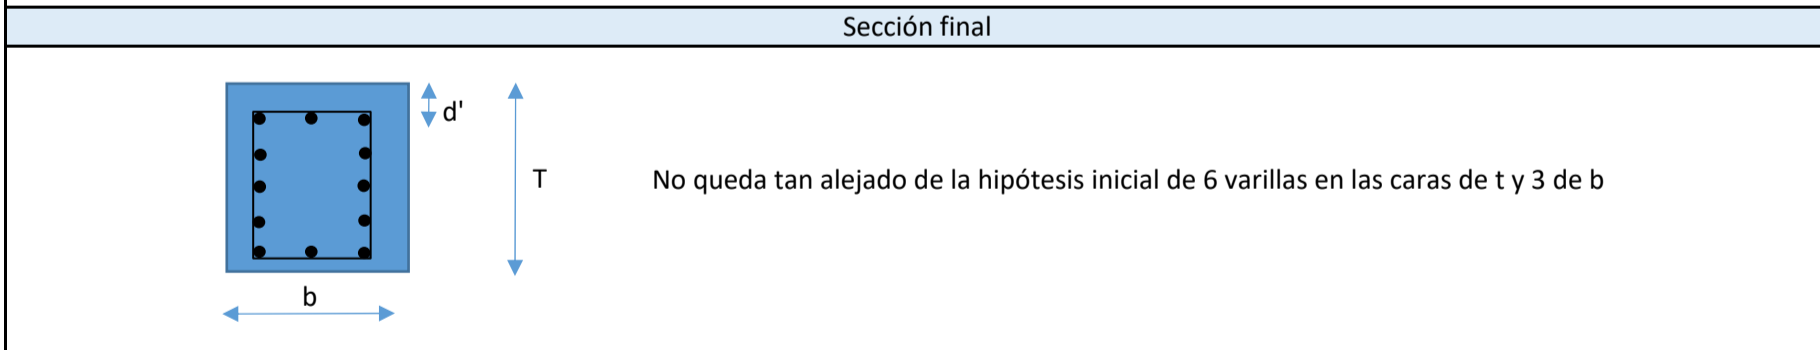 Sección final
d'
T
No queda tan alejado de la hipótesis inicial de 6 varillas en las caras de t y 3 de b
b